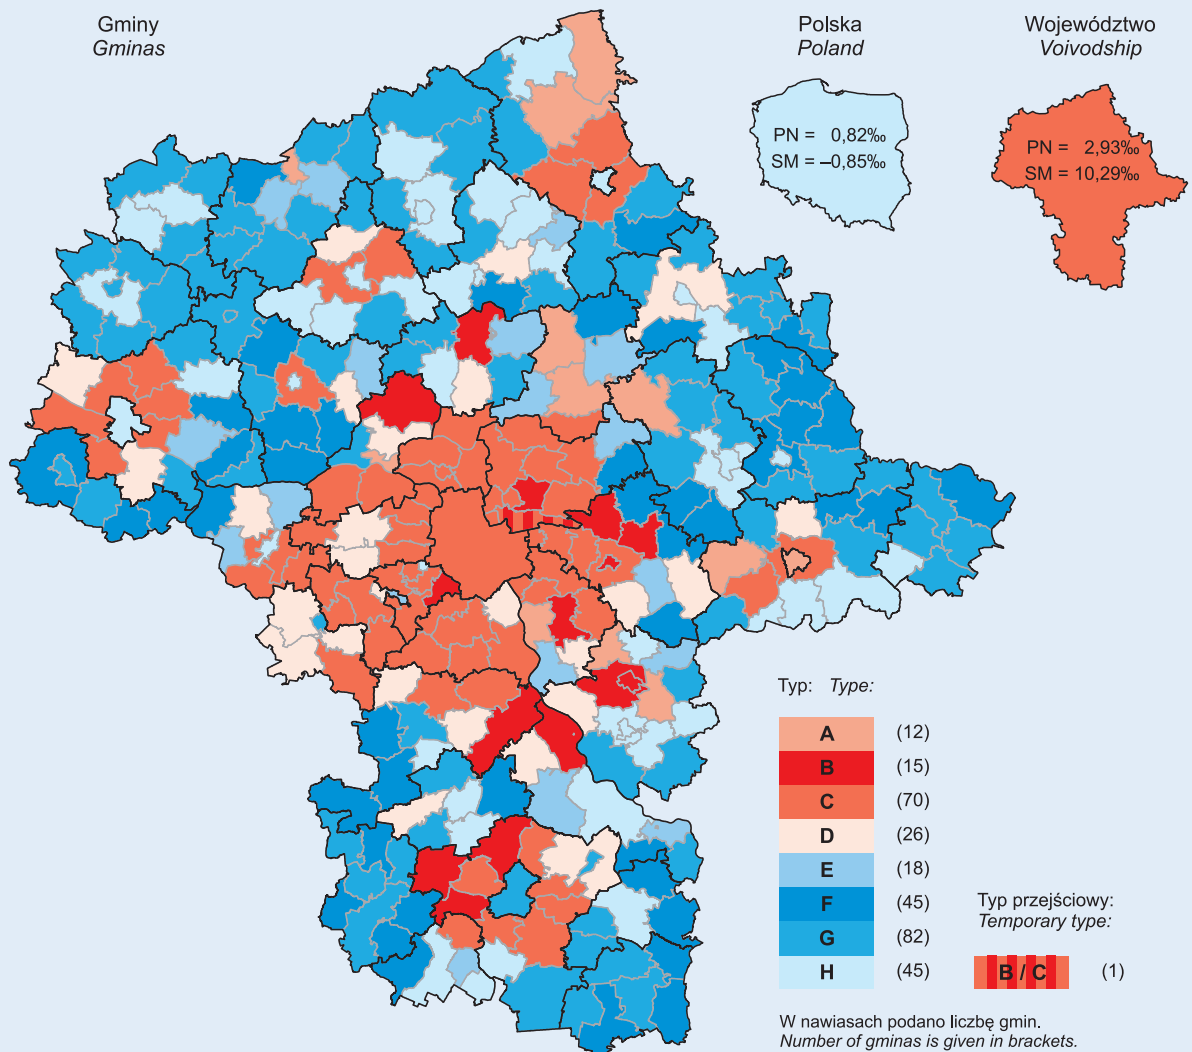 Gminy
Gminas
Polska
Poland
Województwo
Voivodship
PN = 0,82‰
SM = –0,85‰
PN = 2,93‰
SM = 10,29‰
Typ: Type:
A (12)
B (15)
C (70)
D (26)
E (18)
F (45)
G (82)
H (45)
Typ przejściowy:
Temporary type:
B / C (1)
W nawiasach podano liczbę gmin.
Number of gminas is given in brackets.